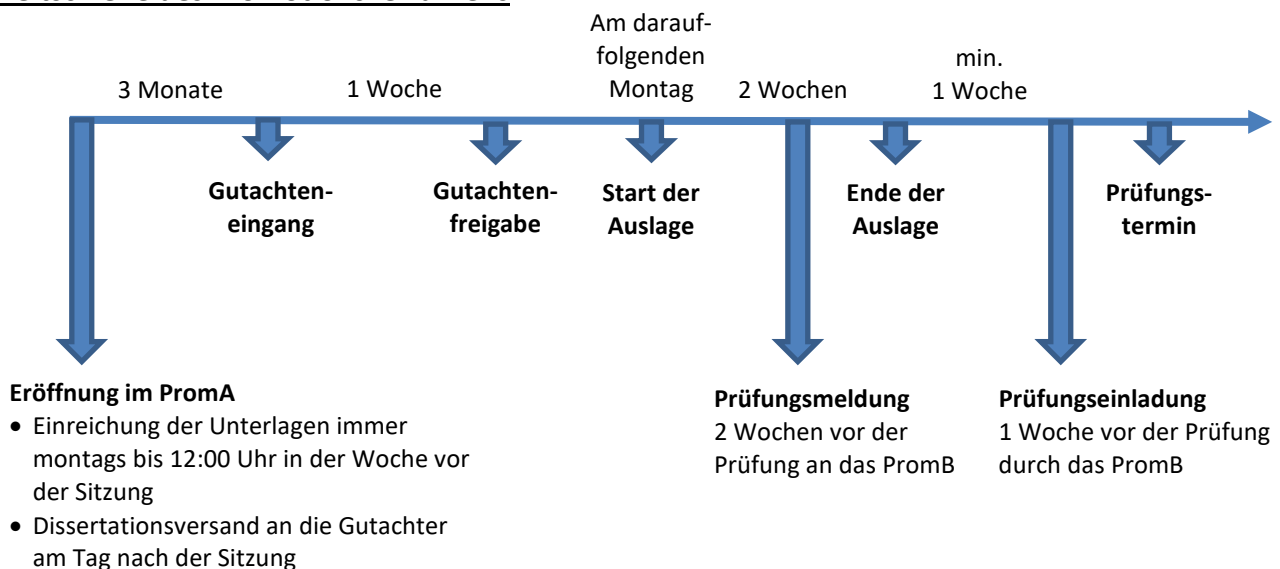 3 Monate
1 Woche
Am darauf-
folgenden
Montag
2 Wochen
min.
1 Woche
Gutachten-
eingang
Gutachten-
freigabe
Start der
Auslage
Ende der
Auslage
Prüfungs-
termin
Eröffnung im PromA
• Einreichung der Unterlagen immer
montags bis 12:00 Uhr in der Woche vor
der Sitzung
• Dissertationsversand an die Gutachter
am Tag nach der Sitzung
Prüfungsmeldung
2 Wochen vor der
Prüfung an das PromB
Prüfungseinladung
1 Woche vor der Prüfung
durch das PromB